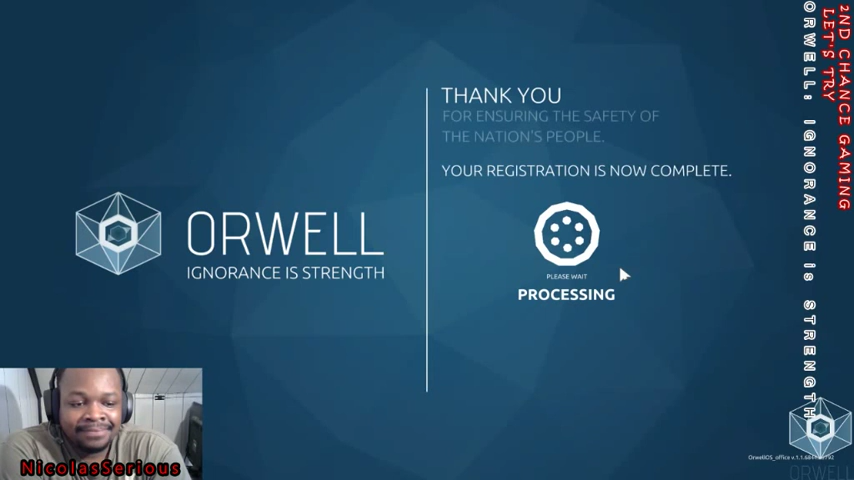 THANK YOU
FOR ENSURING THE SAFETY OF
THE NATION'S PEOPLE.
YOUR REGISTRATION IS NOW COMPLETE.
ORWELL
IGNORANCE IS STRENGTH
PLEASE WAIT
PROCESSING
2ND CHANCE GAMING
LET'S TRY
ORWELL: IGNORANCE is STRENGTH
NicolasSerious
ORWELL